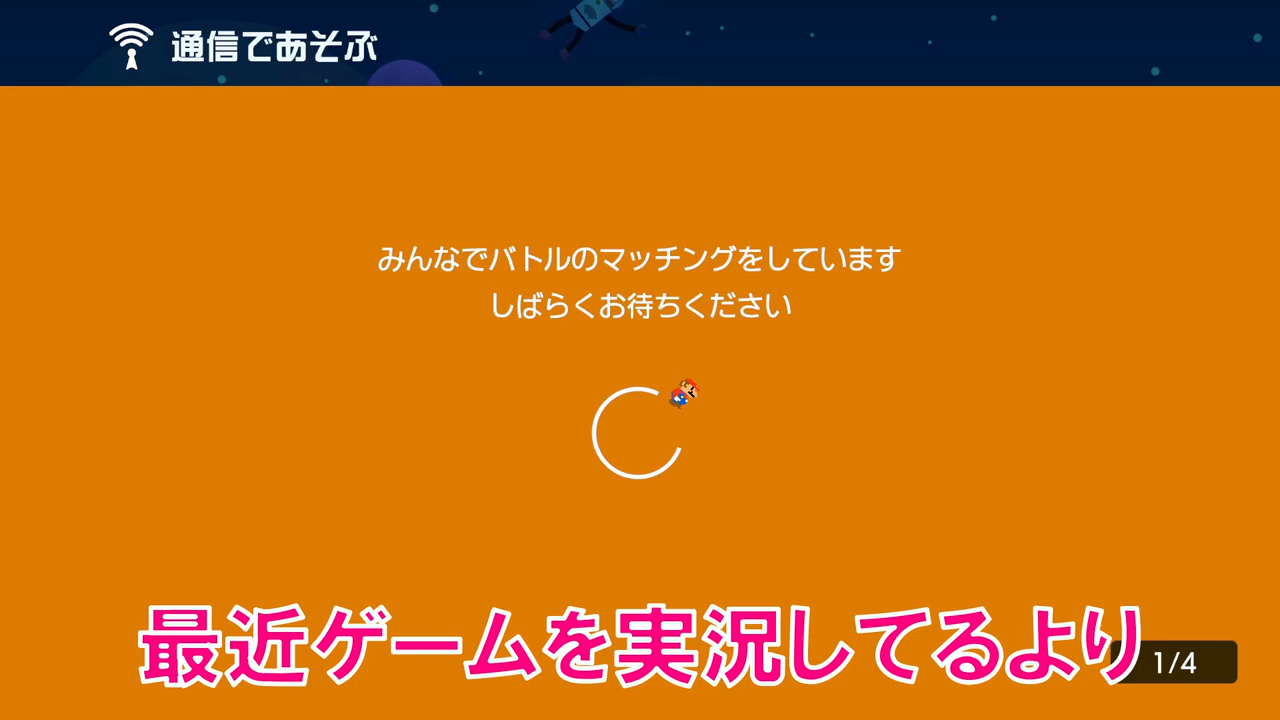 通信であそぶ
みんなでバトルのマッチングをしています
しばらくお待ちください
最近ゲームを実況してるより
1/4